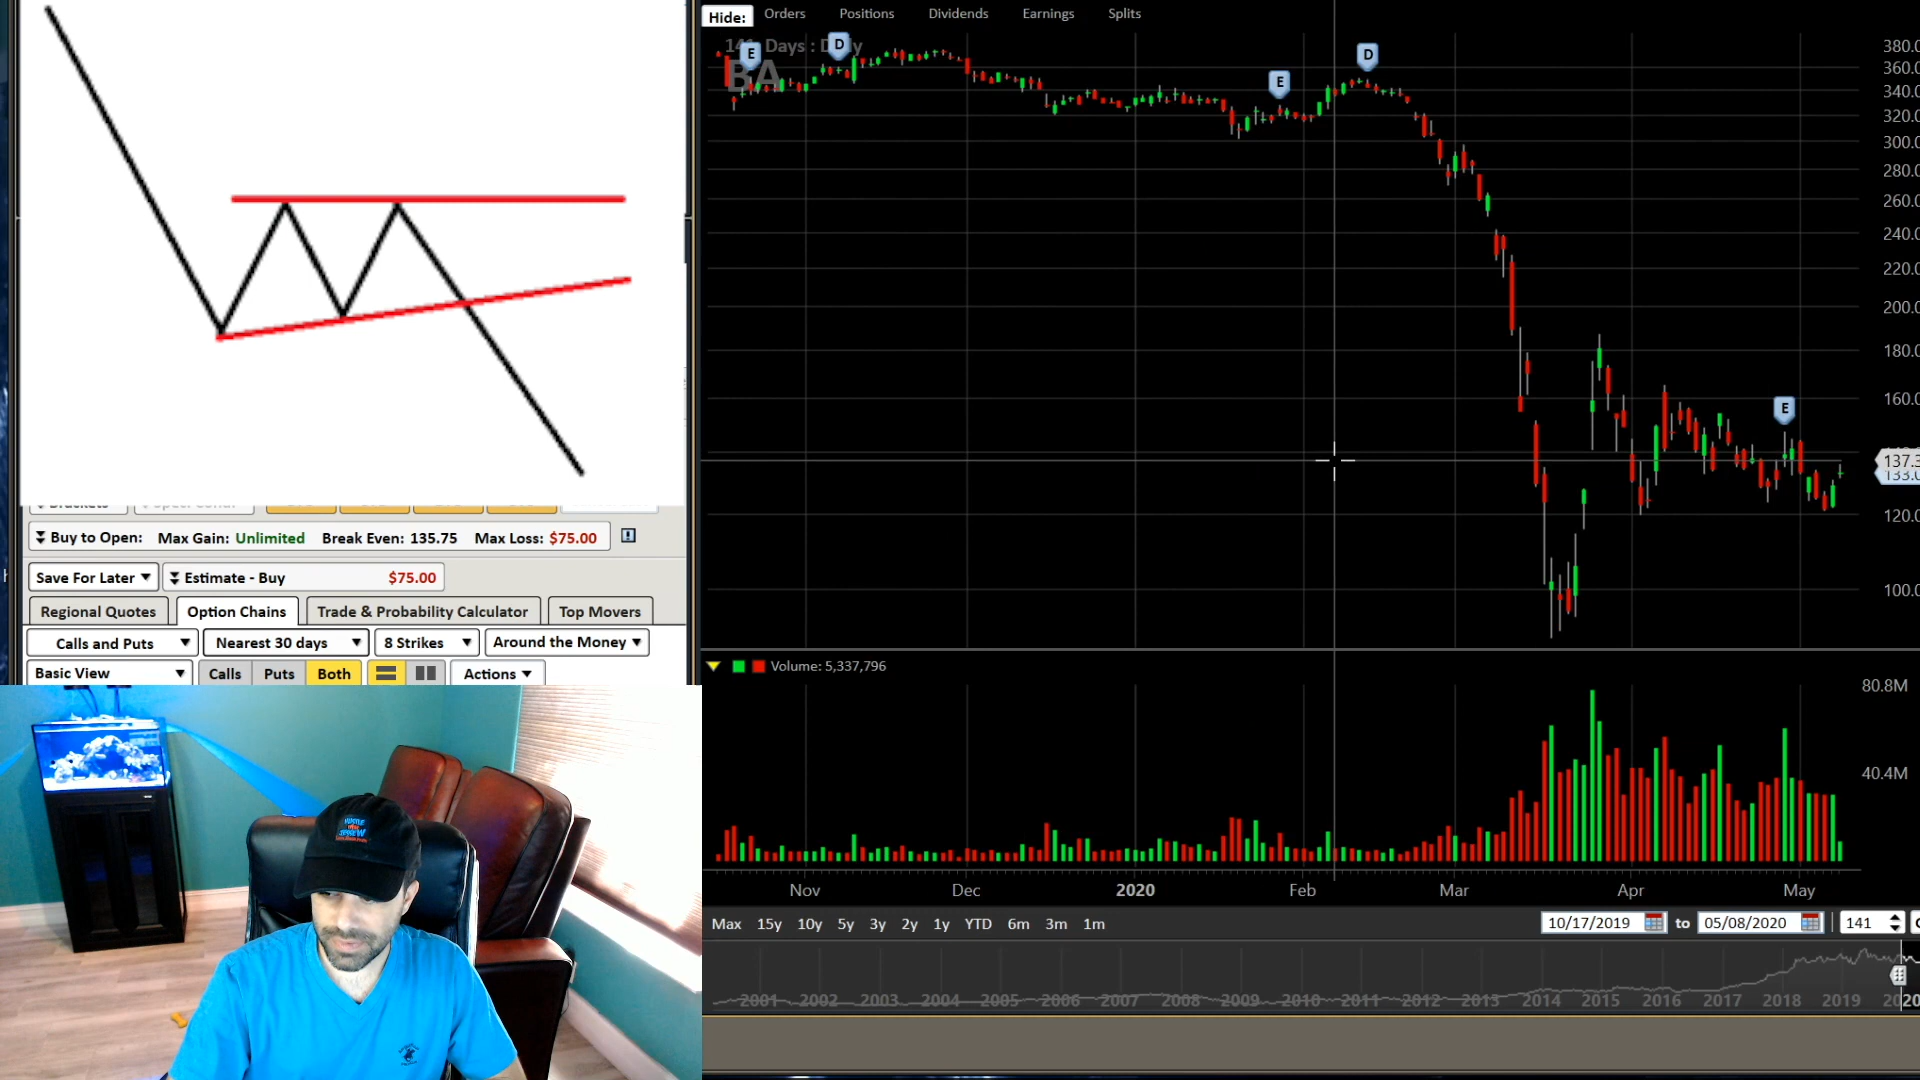 Hide: Orders Positions Dividends Earnings Splits
141 Days : Daily
BA
E
D
E
D
E
380.0
360.0
340.0
320.0
300.0
280.0
260.0
240.0
220.0
200.0
180.0
160.0
137.3
133.0
120.0
100.0
Buy to Open: Max Gain: Unlimited Break Even: 135.75 Max Loss: $75.00
Save For Later Estimate - Buy $75.00
Regional Quotes Option Chains Trade & Probability Calculator Top Movers
Calls and Puts Nearest 30 days 8 Strikes Around the Money
Basic View Calls Puts Both Actions
Volume: 5,337,796
80.8M
40.4M
Nov Dec 2020 Feb Mar Apr May
Max 15y 10y 5y 3y 2y 1y YTD 6m 3m 1m 10/17/2019 to 05/08/2020 141
2001 2002 2003 2004 2005 2006 2007 2008 2009 2010 2011 2012 2013 2014 2015 2016 2017 2018 2019 2020